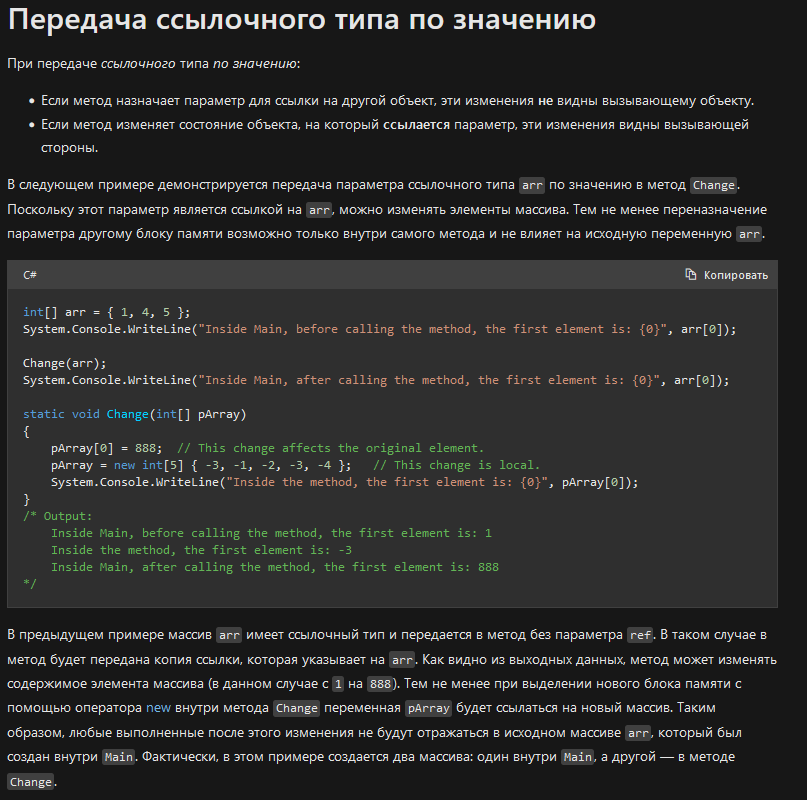 Передача ссылочного типа по значению
При передаче ссылочного типа по значению:
• Если метод назначает параметр для ссылки на другой объект, эти изменения не видны вызывающему объекту.
• Если метод изменяет состояние объекта, на который ссылается параметр, эти изменения видны вызывающей
стороны.
В следующем примере демонстрируется передача параметра ссылочного типа arr по значению в метод Change.
Поскольку этот параметр является ссылкой на arr, можно изменять элементы массива. Тем не менее переназначение
параметра другому блоку памяти возможно только внутри самого метода и не влияет на исходную переменную arr.
C# Копировать
int[] arr = { 1, 4, 5 };
System.Console.WriteLine("Inside Main, before calling the method, the first element is: {0}", arr[0]);
Change(arr);
System.Console.WriteLine("Inside Main, after calling the method, the first element is: {0}", arr[0]);
static void Change(int[] pArray)
{
    pArray[0] = 888;  // This change affects the original element.
    pArray = new int[5] { -3, -1, -2, -3, -4 };   // This change is local.
    System.Console.WriteLine("Inside the method, the first element is: {0}", pArray[0]);
}
/* Output:
    Inside Main, before calling the method, the first element is: 1
    Inside the method, the first element is: -3
    Inside Main, after calling the method, the first element is: 888
*/
В предыдущем примере массив arr имеет ссылочный тип и передается в метод без параметра ref. В таком случае в
метод будет передана копия ссылки, которая указывает на arr. Как видно из выходных данных, метод может изменять
содержимое элемента массива (в данном случае с 1 на 888). Тем не менее при выделении нового блока памяти с
помощью оператора new внутри метода Change переменная pArray будет ссылаться на новый массив. Таким
образом, любые выполненные после этого изменения не будут отражаться в исходном массиве arr, который был
создан внутри Main. Фактически, в этом примере создается два массива: один внутри Main, а другой — в методе
Change.